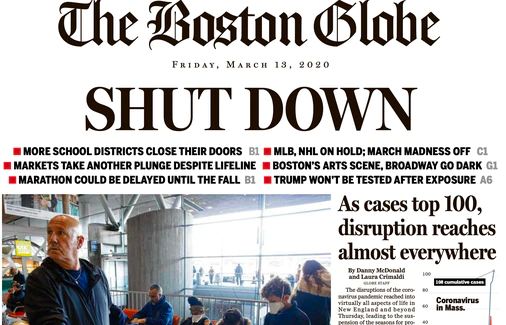 The Boston Globe
Friday, March 13, 2020
SHUT DOWN
MORE SCHOOL DISTRICTS CLOSE THEIR DOORS B1
MARKETS TAKE ANOTHER PLUNGE DESPITE LIFELINE
MARATHON COULD BE DELAYED UNTIL THE FALL B1
MLB, NHL ON HOLD; MARCH MADNESS OFF C1
BOSTON'S ARTS SCENE, BROADWAY GO DARK G1
TRUMP WON'T BE TESTED AFTER EXPOSURE A6
As cases top 100,
disruption reaches
almost everywhere
By Danny McDonald
and Laura Crimaldi
GLOBE STAFF
The disruptions of the coro-
navirus pandemic reached into
virtually all aspects of life in
New England and beyond
Thursday, leading to the sus-
pension of the seasons for pro-
100
80
60
40
108 cumulative cases
Coronavirus
in Mass.